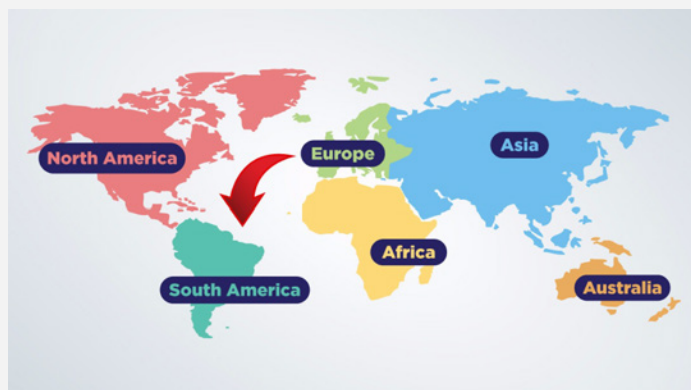 North America
Europe
Asia
Africa
South America
Australia